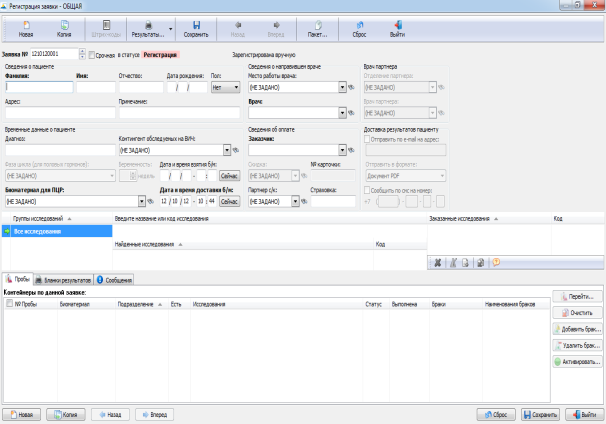 Регистрация заявки - ОБЩАЯ
Новая Копия Штрих-коды Результаты... Сохранить Назад Вперед Пакет... Сброс Выйти
Заявка № 1210120001 Срочная в статусе Регистрация Зарегистрирована вручную
Сведения о пациенте Сведения о направившем враче Врач партнера
Фамилия: Имя: Отчество: Дата рождения: Пол: Место работы врача: Отделение партнера
/ / Нет (НЕ ЗАДАНО) (НЕ ЗАДАНО)
Адрес: Примечание: Врач: Врач партнера:
(НЕ ЗАДАНО) (НЕ ЗАДАНО)
Временные данные о пациенте Сведения об оплате Доставка результатов пациенту
Диагноз: Контингент обследуемых на ВИЧ: Заказчик: Отправить по e-mail на адрес:
(НЕ ЗАДАНО) (НЕ ЗАДАНО)
Фаза цикла (для половых гормонов): Беременность: Дата и время взятия б/м: Скидка: № карточки: Отправить в формате:
(НЕ ЗАДАНО) недель / / - : Сейчас (НЕ ЗАДАНО) Документ PDF
Биоматериал для ПЦР: Дата и время доставки б/м: Партнер с/к: Страховка: Сообщить по смс на номер:
(НЕ ЗАДАНО) 12 / 10 / 12 - 10 : 44 Сейчас (НЕ ЗАДАНО) +7 ( ) - -
Группы исследований Введите название или код исследования Заказанные исследования Код
Все исследования
Найденные исследования Код
Пробы Бланки результатов Сообщения
Контейнеры по данной заявке:
№ Пробы Биоматериал Подразделение Есть Исследования Статус Выполнена Браки Наименования браков
Перейти...
Очистить
Добавить брак...
Удалить брак...
Активировать...
Новая Копия Назад Вперед Сброс Сохранить Выйти